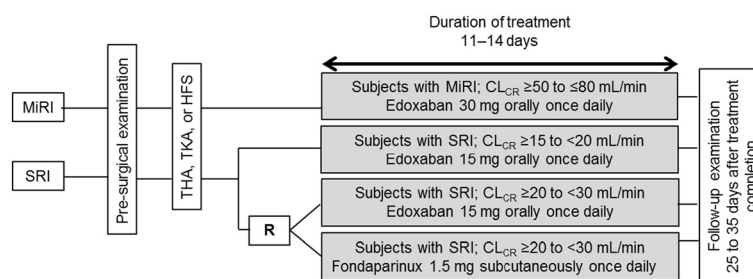 Duration of treatment
11–14 days
MiRI
SRI
Pre-surgical examination
THA, TKA, or HFS
R
Subjects with MiRI; CLCR ≥50 to ≤80 mL/min
Edoxaban 30 mg orally once daily
Subjects with SRI; CLCR ≥15 to <20 mL/min
Edoxaban 15 mg orally once daily
Subjects with SRI; CLCR ≥20 to <30 mL/min
Edoxaban 15 mg orally once daily
Subjects with SRI; CLCR ≥20 to <30 mL/min
Fondaparinux 1.5 mg subcutaneously once daily
Follow-up examination
25 to 35 days after treatment
completion